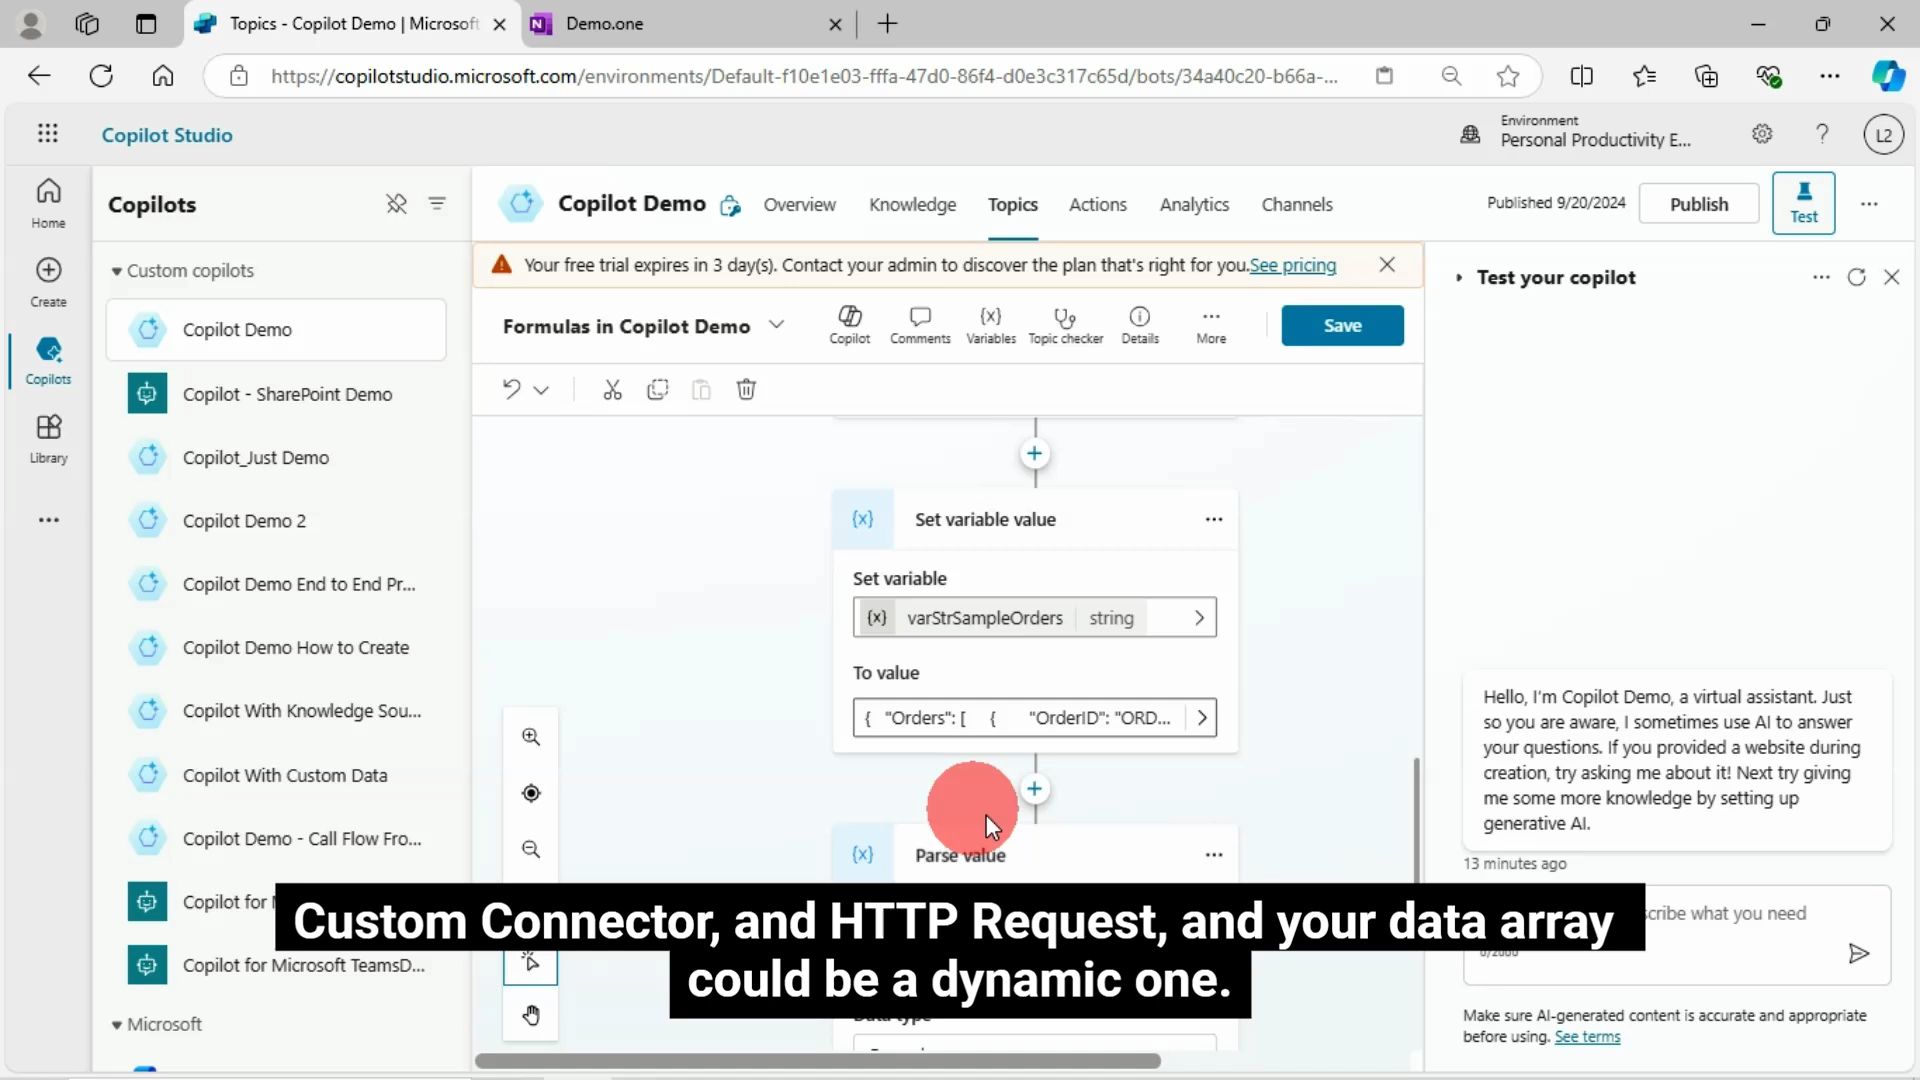 Topics - Copilot Demo | Microsoft
Demo.one
https://copilotstudio.microsoft.com/environments/Default-f10e1e03-fffa-47d0-86f4-d0e3c317c65d/bots/34a40c20-b66a-...
Copilot Studio
Environment
Personal Productivity E...
L2
Home
Create
Copilots
Library
Copilots
Custom copilots
Copilot Demo
Copilot - SharePoint Demo
Copilot_Just Demo
Copilot Demo 2
Copilot Demo End to End Pr...
Copilot Demo How to Create
Copilot With Knowledge Sou...
Copilot With Custom Data
Copilot Demo - Call Flow Fro...
Copilot for
Copilot for Microsoft TeamsD...
Microsoft
Copilot Demo
Overview
Knowledge
Topics
Actions
Analytics
Channels
Published 9/20/2024
Publish
Test
Your free trial expires in 3 day(s). Contact your admin to discover the plan that's right for you. See pricing
Formulas in Copilot Demo
Copilot
Comments
{x}
Variables
Topic checker
Details
More
Save
{x} Set variable value
Set variable
{x} varStrSampleOrders string
To value
{ "Orders": [ { "OrderID": "ORD...
{x} Parse value
Data type
Test your copilot
Hello, I'm Copilot Demo, a virtual assistant. Just
so you are aware, I sometimes use AI to answer
your questions. If you provided a website during
creation, try asking me about it! Next try giving
me some more knowledge by setting up
generative AI.
13 minutes ago
what you need
0/2000
Make sure AI-generated content is accurate and appropriate
before using. See terms
Custom Connector, and HTTP Request, and your data array
could be a dynamic one.